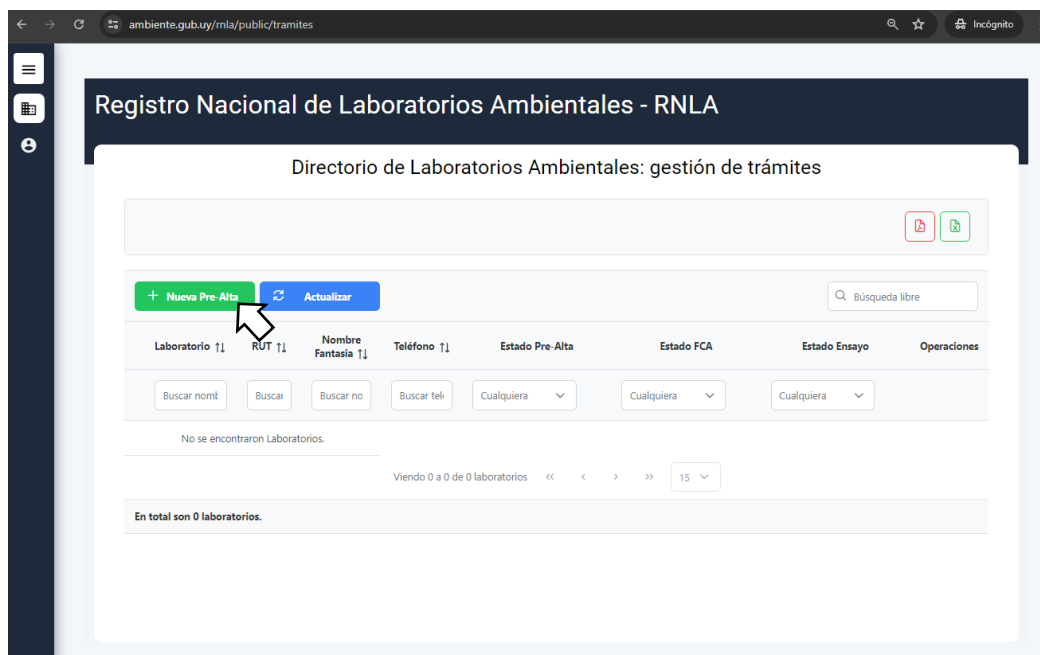 ambiente.gub.uy/rnla/public/tramites
Incógnito
Registro Nacional de Laboratorios Ambientales - RNLA
Directorio de Laboratorios Ambientales: gestión de trámites
Nueva Pre-Alta
Actualizar
Búsqueda libre
Laboratorio RUT Nombre Fantasia Teléfono Estado Pre-Alta Estado FCA Estado Ensayo Operaciones
Buscar nomb Buscar Buscar no Buscar tele Cualquiera Cualquiera Cualquiera
No se encontraron Laboratorios.
Viendo 0 a 0 de 0 laboratorios << < > >> 15
En total son 0 laboratorios.